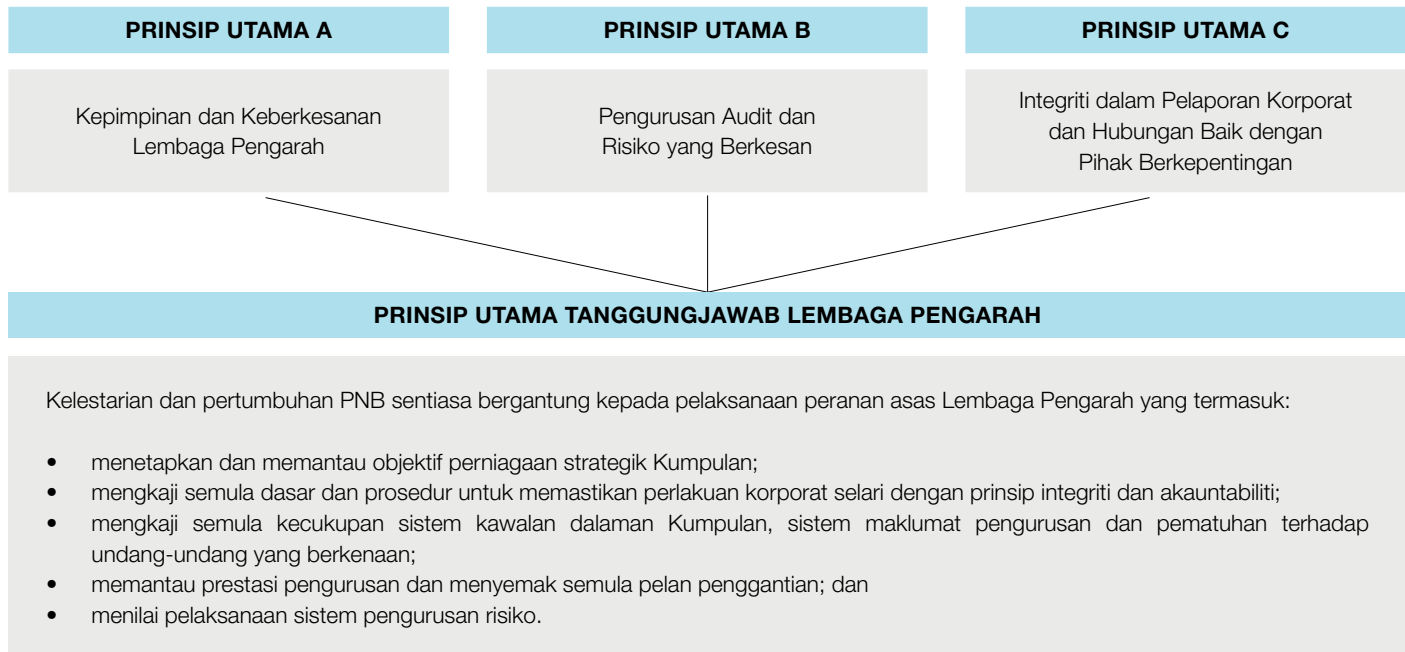 PRINSIP UTAMA A
Kepimpinan dan Keberkesanan
Lembaga Pengarah
PRINSIP UTAMA B
Pengurusan Audit dan
Risiko yang Berkesan
PRINSIP UTAMA C
Integriti dalam Pelaporan Korporat
dan Hubungan Baik dengan
Pihak Berkepentingan
PRINSIP UTAMA TANGGUNGJAWAB LEMBAGA PENGARAH
Kelestarian dan pertumbuhan PNB sentiasa bergantung kepada pelaksanaan peranan asas Lembaga Pengarah yang termasuk:
• menetapkan dan memantau objektif perniagaan strategik Kumpulan;
• mengkaji semula dasar dan prosedur untuk memastikan perlakuan korporat selari dengan prinsip integriti dan akauntabiliti;
• mengkaji semula kecukupan sistem kawalan dalaman Kumpulan, sistem maklumat pengurusan dan pematuhan terhadap
undang-undang yang berkenaan;
• memantau prestasi pengurusan dan menyemak semula pelan penggantian; dan
• menilai pelaksanaan sistem pengurusan risiko.